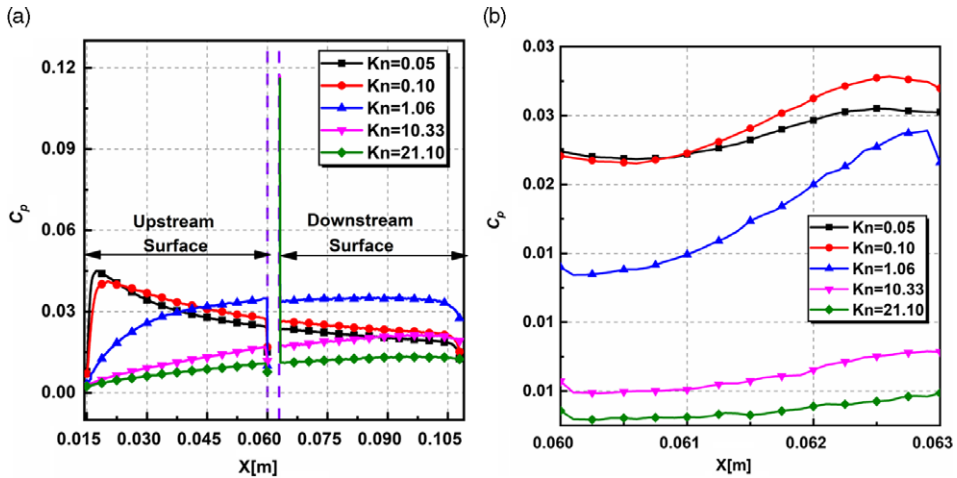 (a)
0.12
0.09
0.06
0.03
0.00
Cp
Kn=0.05
Kn=0.10
Kn=1.06
Kn=10.33
Kn=21.10
Upstream
Surface
Downstream
Surface
0.015 0.030 0.045 0.060 0.075 0.090 0.105
X[m]
(b)
0.03
0.03
0.02
0.01
0.01
0.01
Cp
Kn=0.05
Kn=0.10
Kn=1.06
Kn=10.33
Kn=21.10
0.060 0.061 0.062 0.063
X[m]